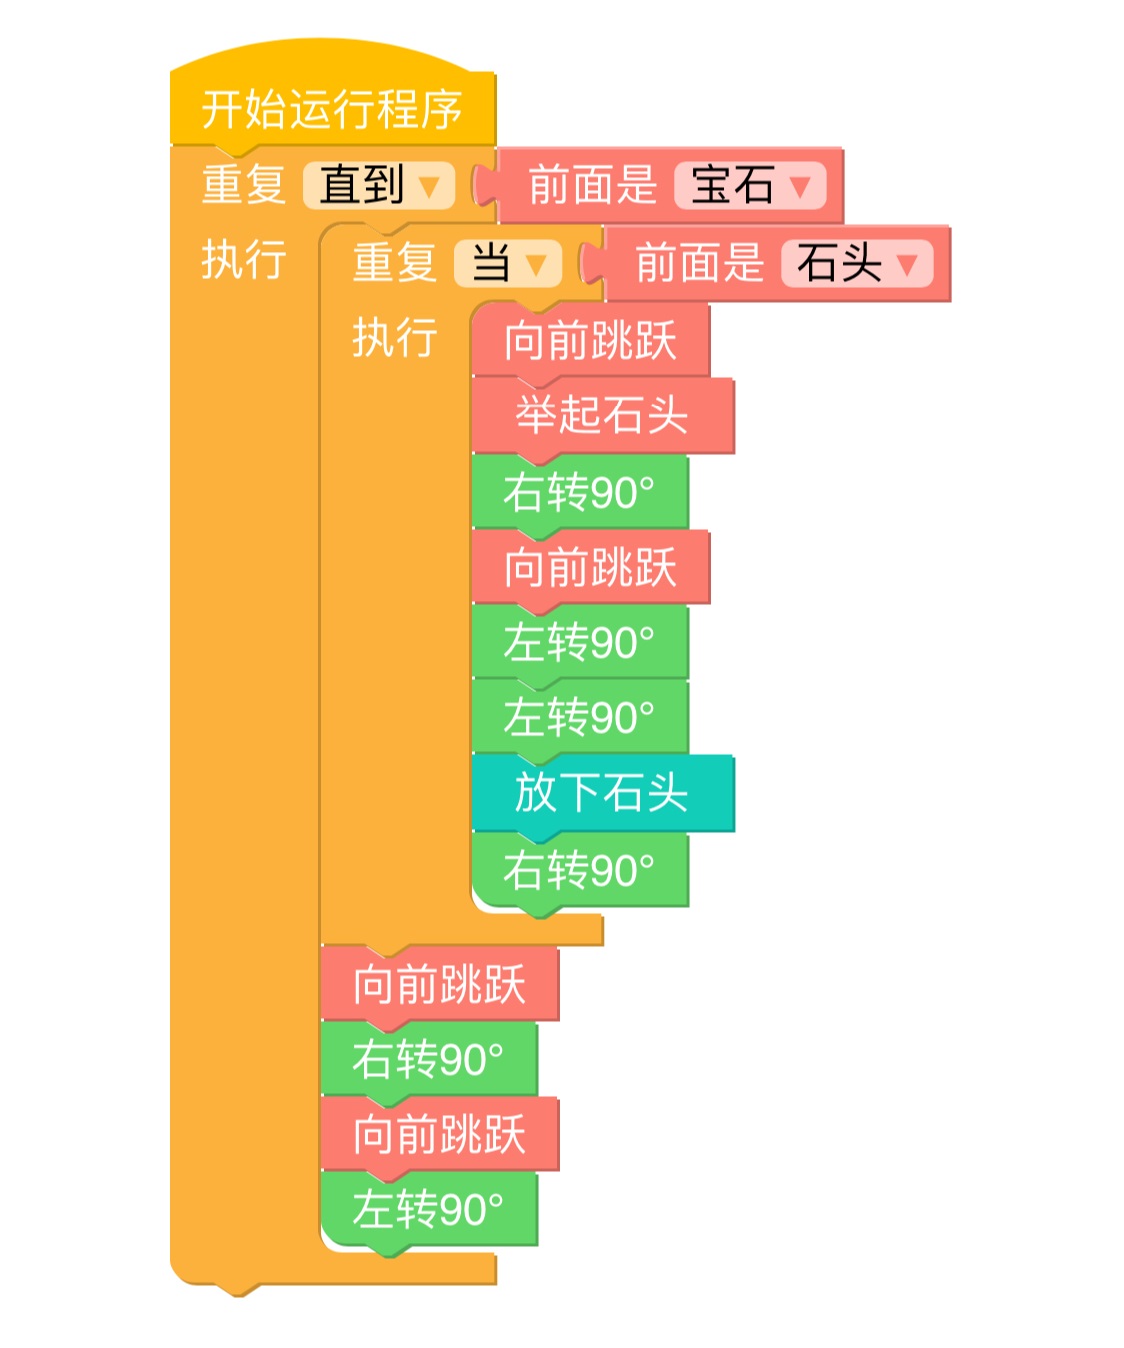 开始运行程序
重复 直到 前面是 宝石
执行 重复 当 前面是 石头
执行 向前跳跃
举起石头
右转90°
向前跳跃
左转90°
左转90°
放下石头
右转90°
向前跳跃
右转90°
向前跳跃
左转90°